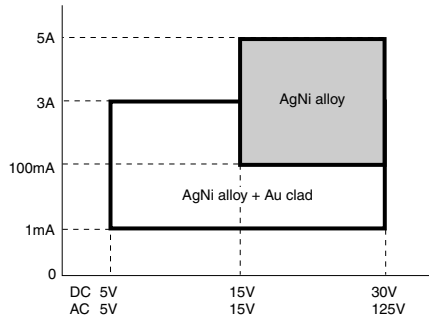 5A
AgNi alloy
3A
100mA
AgNi alloy + Au clad
1mA
0
DC 5V 15V 30V
AC 5V 15V 125V